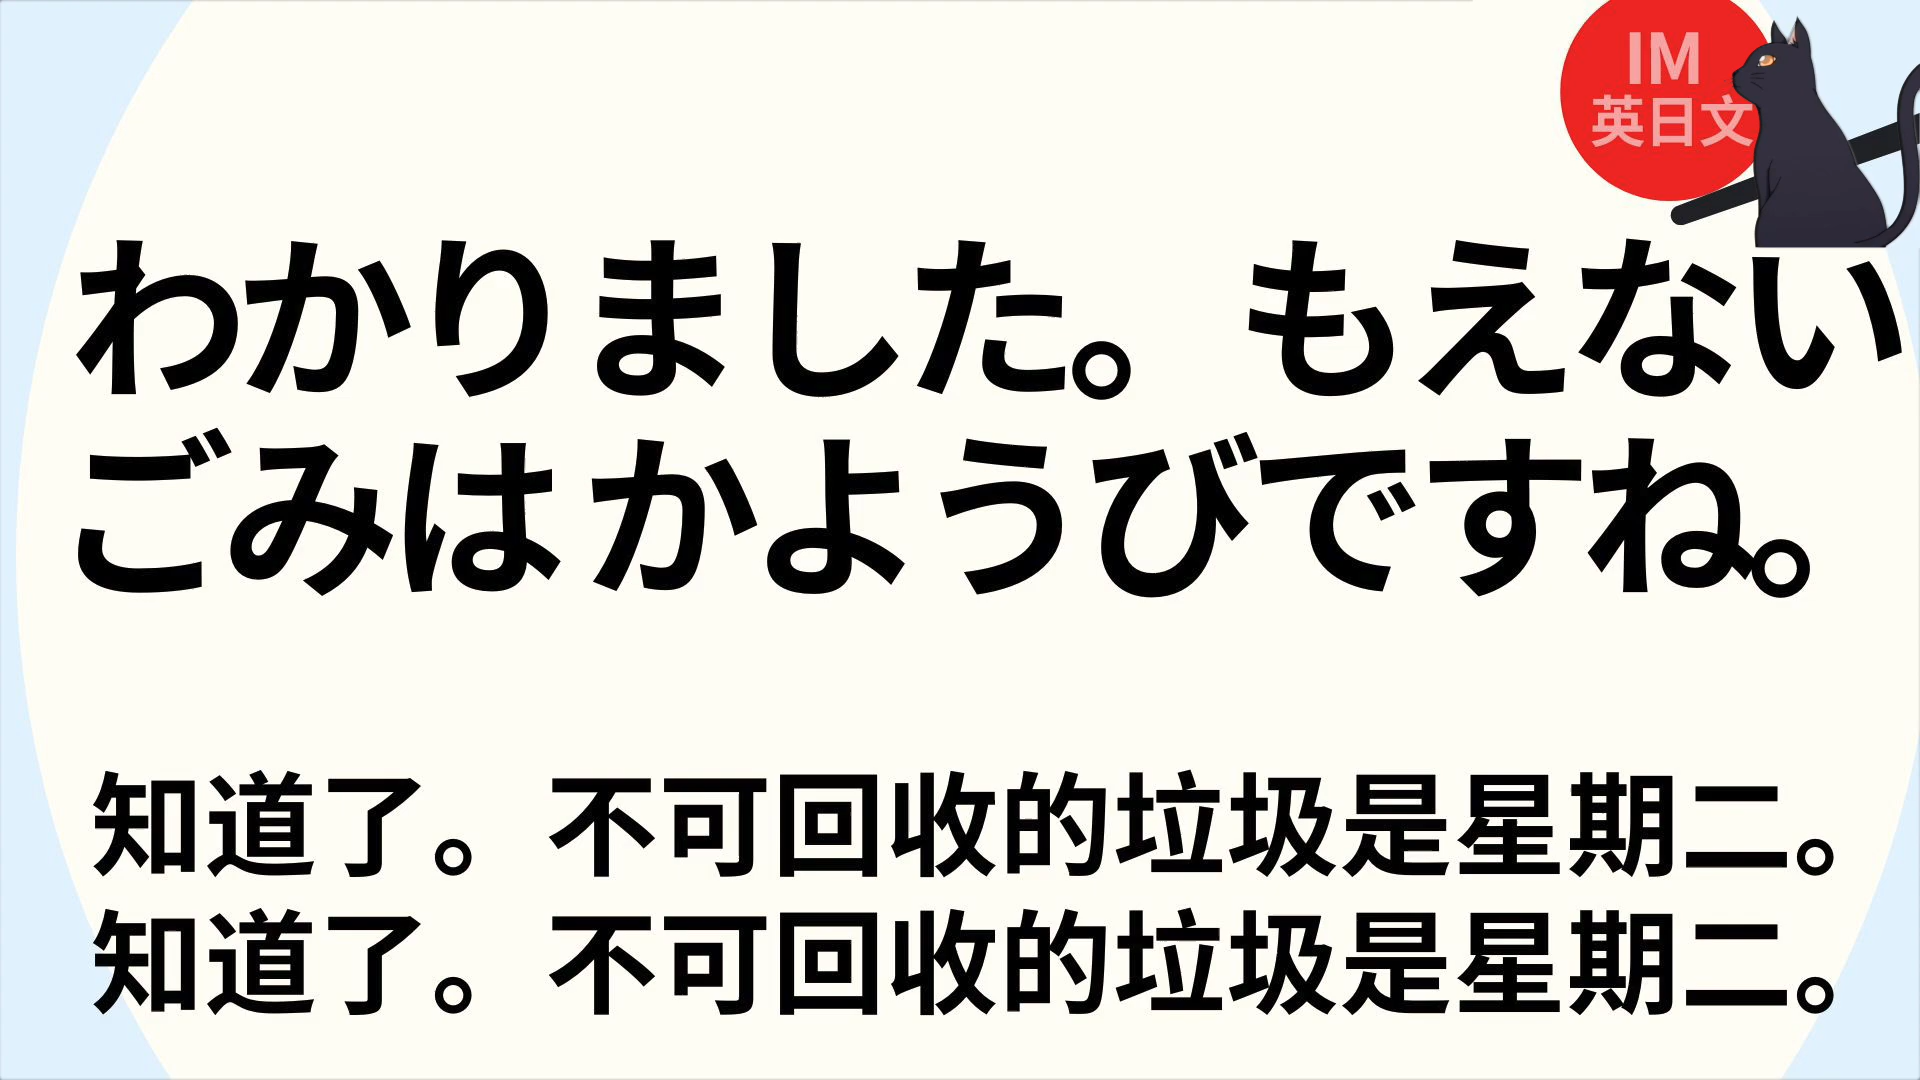 IM
英日文
わかりました。もえない
ごみは かようびですね。
知道了。不可回收的垃圾是星期二。
知道了。不可回收的垃圾是星期二。